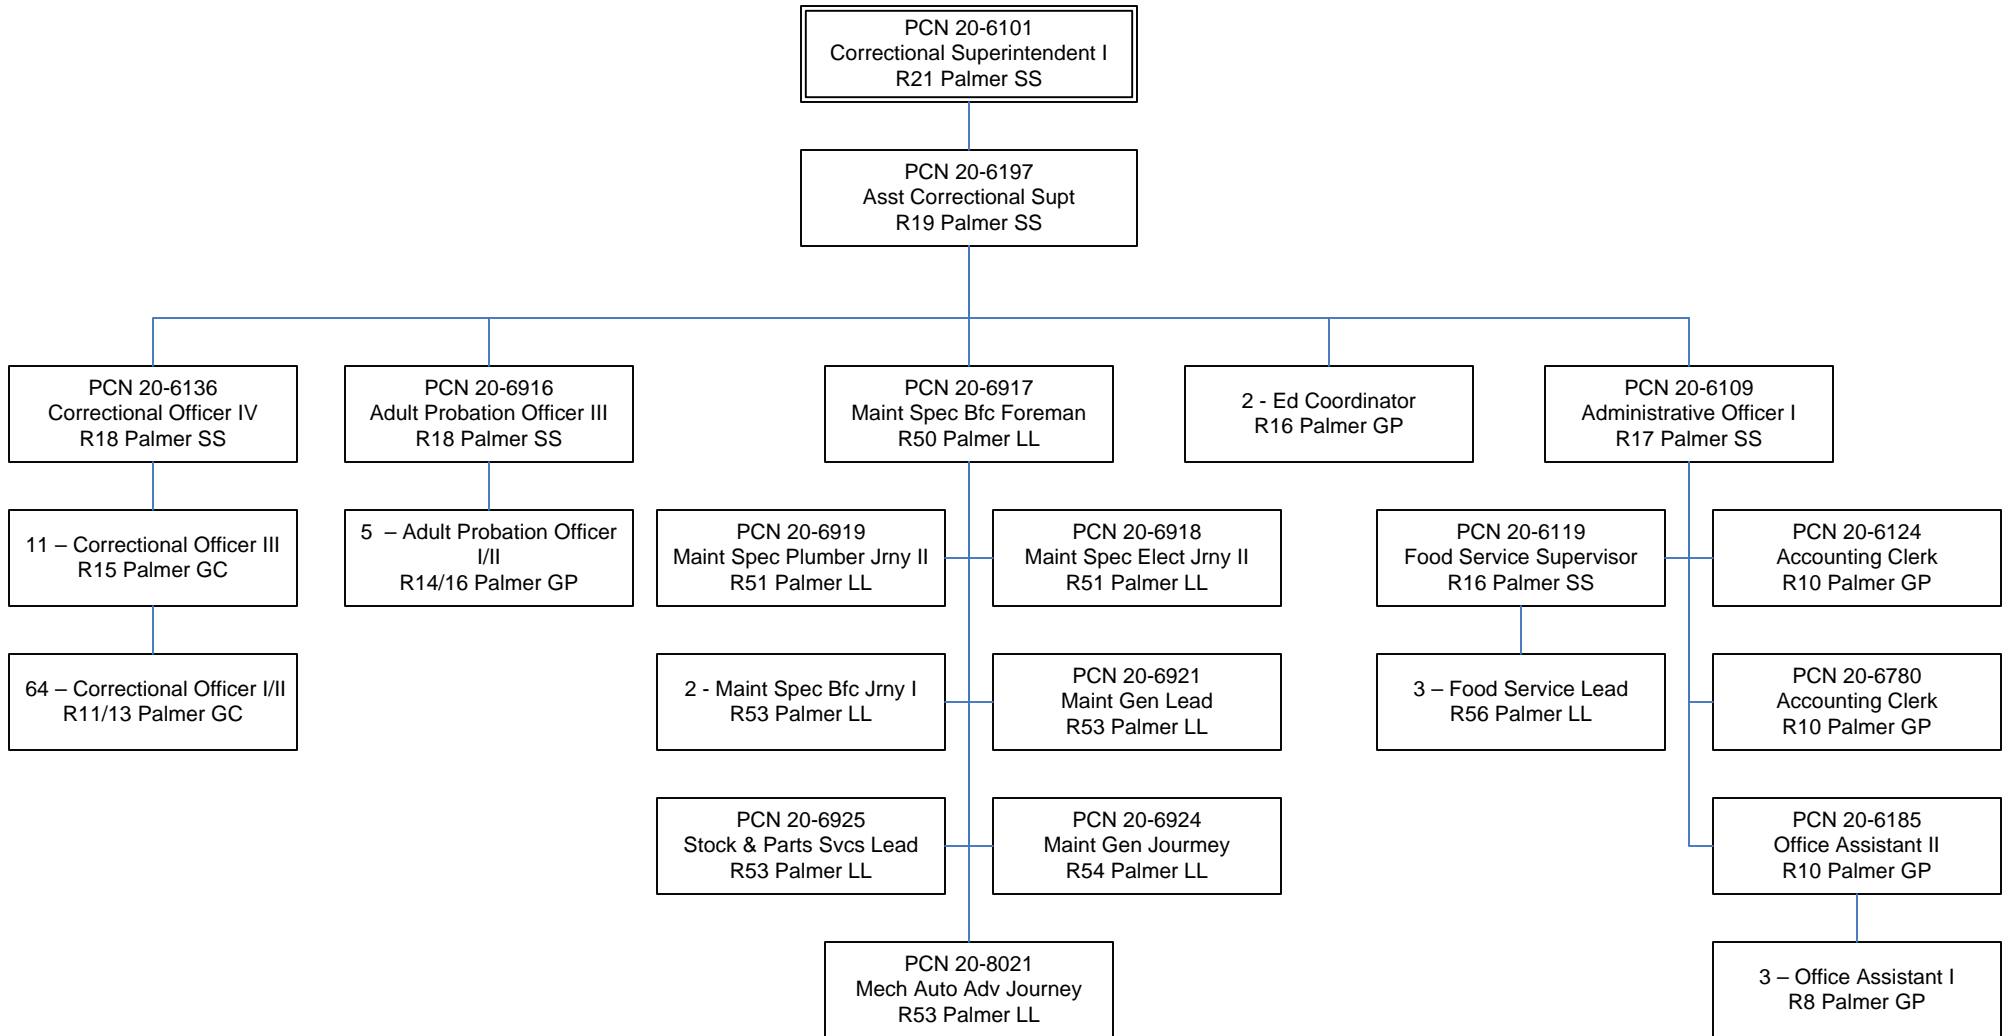 PCN 20-6101
Correctional Superintendent I
R21 Palmer SS
PCN 20-6197
Asst Correctional Supt
R19 Palmer SS
PCN 20-6136
Correctional Officer IV
R18 Palmer SS
PCN 20-6916
Adult Probation Officer III
R18 Palmer SS
PCN 20-6917
Maint Spec Bfc Foreman
R50 Palmer LL
2 - Ed Coordinator
R16 Palmer GP
PCN 20-6109
Administrative Officer I
R17 Palmer SS
11 – Correctional Officer III
R15 Palmer GC
5 – Adult Probation Officer
I/II
R14/16 Palmer GP
PCN 20-6919
Maint Spec Plumber Jrny II
R51 Palmer LL
PCN 20-6918
Maint Spec Elect Jrny II
R51 Palmer LL
PCN 20-6119
Food Service Supervisor
R16 Palmer SS
PCN 20-6124
Accounting Clerk
R10 Palmer GP
64 – Correctional Officer I/II
R11/13 Palmer GC
2 - Maint Spec Bfc Jrny I
R53 Palmer LL
PCN 20-6921
Maint Gen Lead
R53 Palmer LL
3 – Food Service Lead
R56 Palmer LL
PCN 20-6780
Accounting Clerk
R10 Palmer GP
PCN 20-6925
Stock & Parts Svcs Lead
R53 Palmer LL
PCN 20-6924
Maint Gen Jourmey
R54 Palmer LL
PCN 20-6185
Office Assistant II
R10 Palmer GP
PCN 20-8021
Mech Auto Adv Journey
R53 Palmer LL
3 – Office Assistant I
R8 Palmer GP